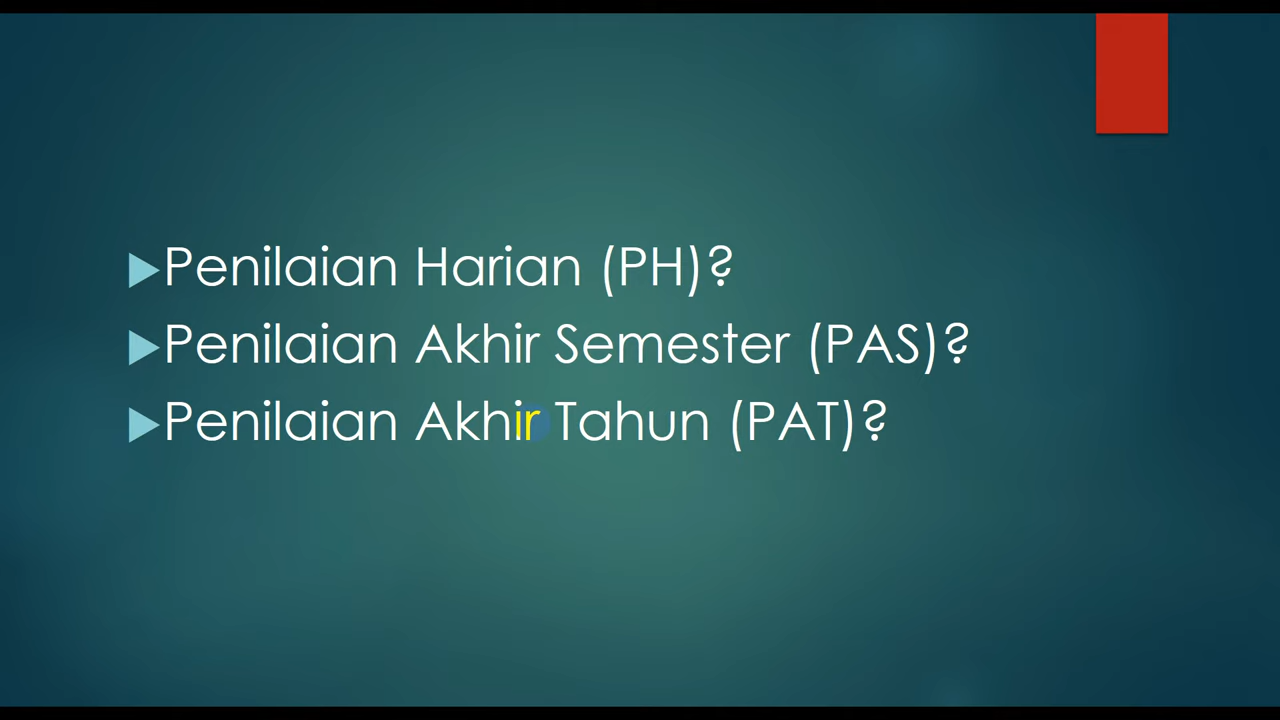 Penilaian Harian (PH)?
Penilaian Akhir Semester (PAS)?
Penilaian Akhir Tahun (PAT)?